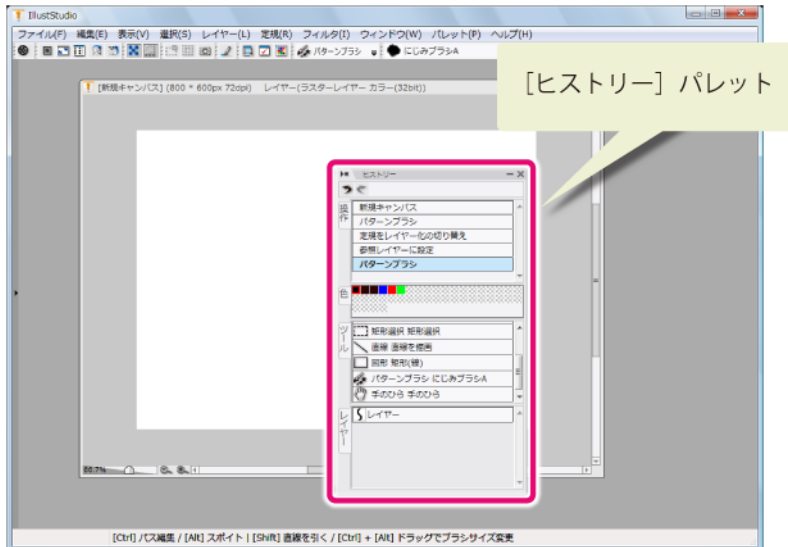 IllustStudio
ファイル(F) 編集(E) 表示(V) 選択(S) レイヤー(L) 定規(R) フィルタ(I) ウィンドウ(W) パレット(P) ヘルプ(H)
パターンブラシ にじみブラシA
[ヒストリー] パレット
[新規キャンバス] (800 * 600px 72dpi) レイヤー(ラスターレイヤー カラー(32bit))
ヒストリー
操作
新規キャンバス
パターンブラシ
定規をレイヤー化の切り替え
参照レイヤーに設定
パターンブラシ
色
ツール
矩形選択 矩形選択
直線 直線を描画
図形 矩形(線)
パターンブラシ にじみブラシA
手のひら 手のひら
レイヤー
レイヤー
66.7%
[Ctrl] パス編集 / [Alt] スポイト | [Shift] 直線を引く / [Ctrl] + [Alt] ドラッグでブラシサイズ変更